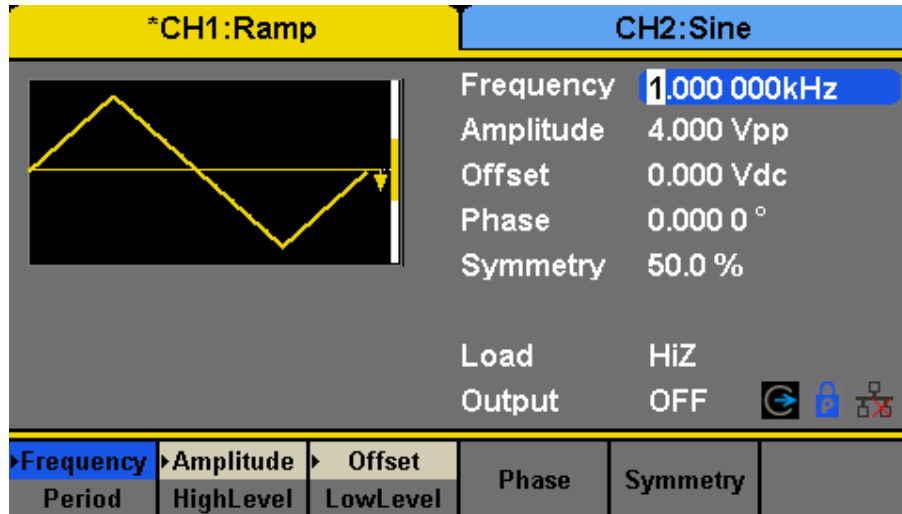 *CH1:Ramp CH2:Sine
Frequency 1.000 000kHz
Amplitude 4.000 Vpp
Offset 0.000 Vdc
Phase 0.000 0 °
Symmetry 50.0 %
Load HiZ
Output OFF
P
Frequency Amplitude Offset Phase Symmetry
Period HighLevel LowLevel